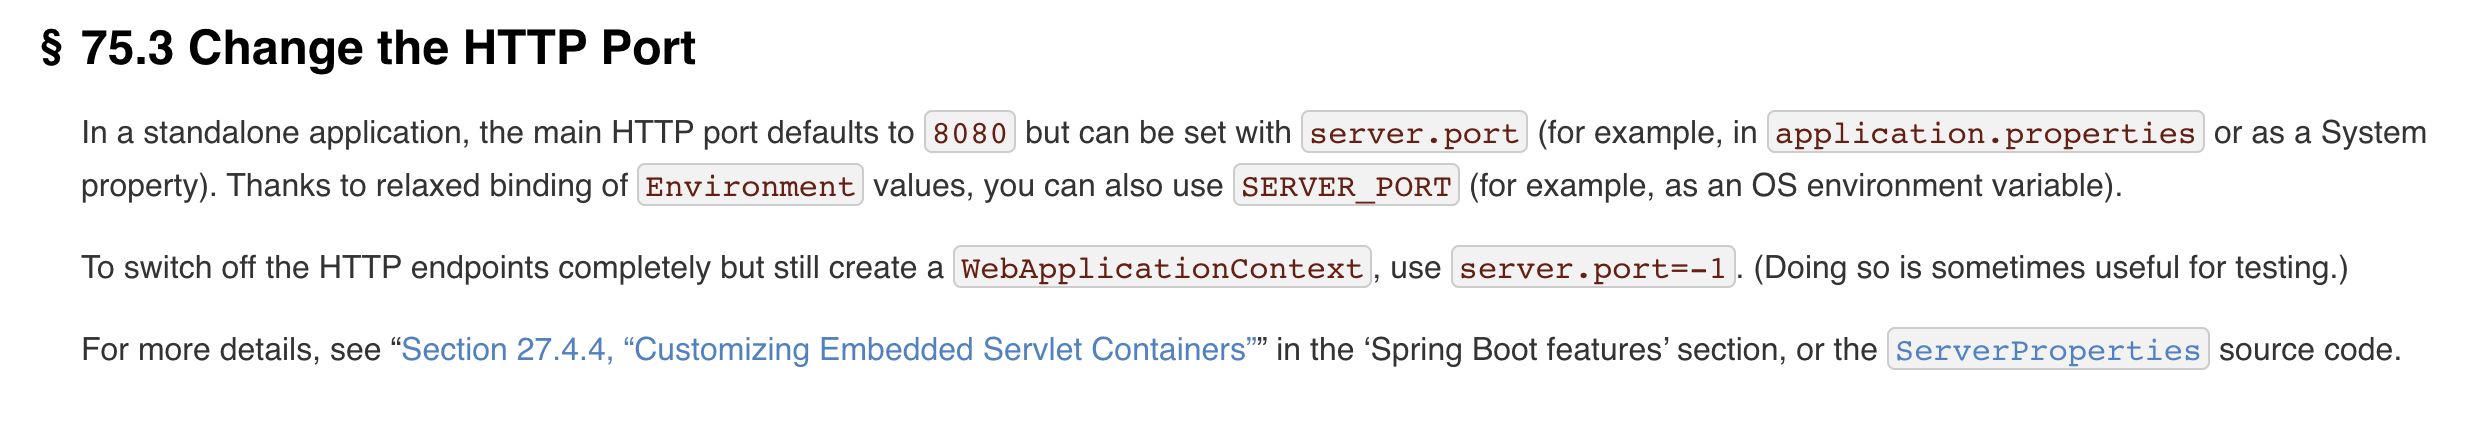 § 75.3 Change the HTTP Port
In a standalone application, the main HTTP port defaults to 8080 but can be set with server.port (for example, in application.properties or as a System
property). Thanks to relaxed binding of Environment values, you can also use SERVER_PORT (for example, as an OS environment variable).
To switch off the HTTP endpoints completely but still create a WebApplicationContext, use server.port=-1. (Doing so is sometimes useful for testing.)
For more details, see “Section 27.4.4, “Customizing Embedded Servlet Containers”” in the ‘Spring Boot features’ section, or the ServerProperties source code.